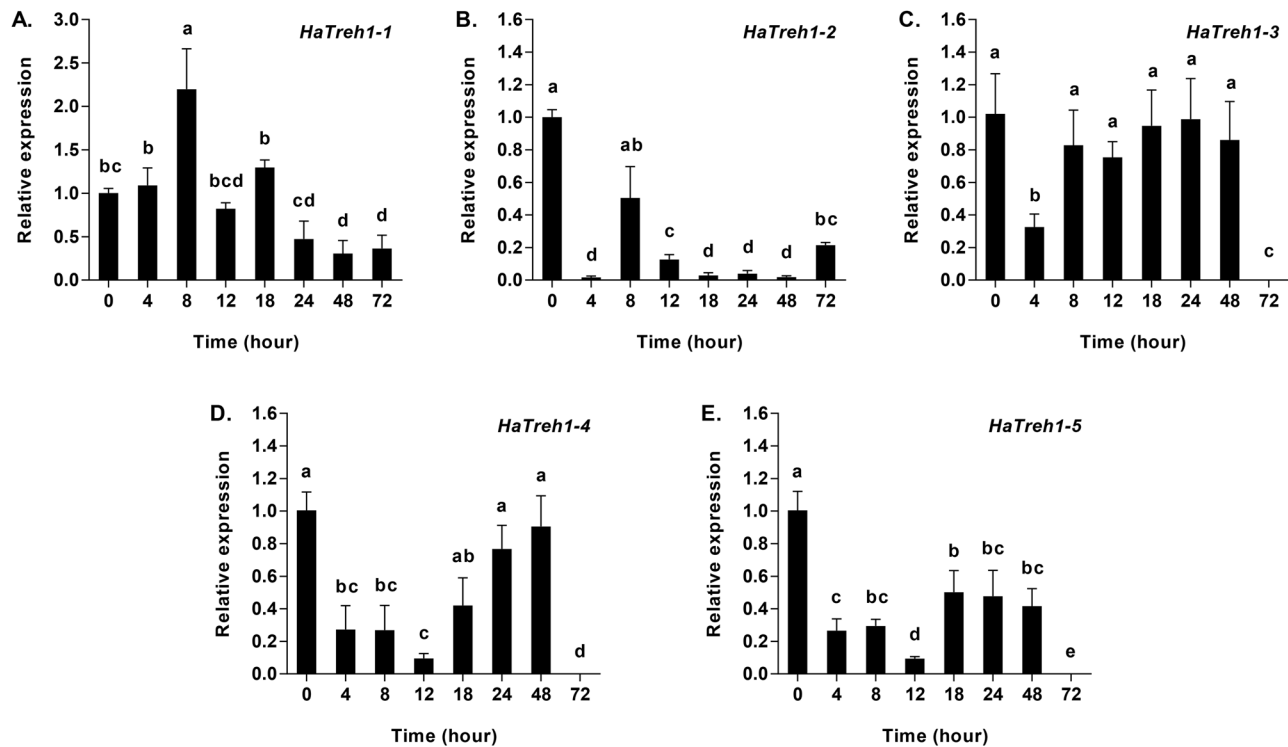 A.
HaTreh1-1
Relative expression
3.0
2.5
2.0
1.5
1.0
0.5
0.0
bc b a bcd b cd d d
0 4 8 12 18 24 48 72
Time (hour)
B.
HaTreh1-2
Relative expression
1.6
1.4
1.2
1.0
0.8
0.6
0.4
0.2
0.0
a d ab c d d d bc
0 4 8 12 18 24 48 72
Time (hour)
C.
HaTreh1-3
Relative expression
1.6
1.4
1.2
1.0
0.8
0.6
0.4
0.2
0.0
a b a a a a a c
0 4 8 12 18 24 48 72
Time (hour)
D.
HaTreh1-4
Relative expression
1.6
1.4
1.2
1.0
0.8
0.6
0.4
0.2
0.0
a bc bc c ab a a d
0 4 8 12 18 24 48 72
Time (hour)
E.
HaTreh1-5
Relative expression
1.6
1.4
1.2
1.0
0.8
0.6
0.4
0.2
0.0
a c bc d b bc bc e
0 4 8 12 18 24 48 72
Time (hour)